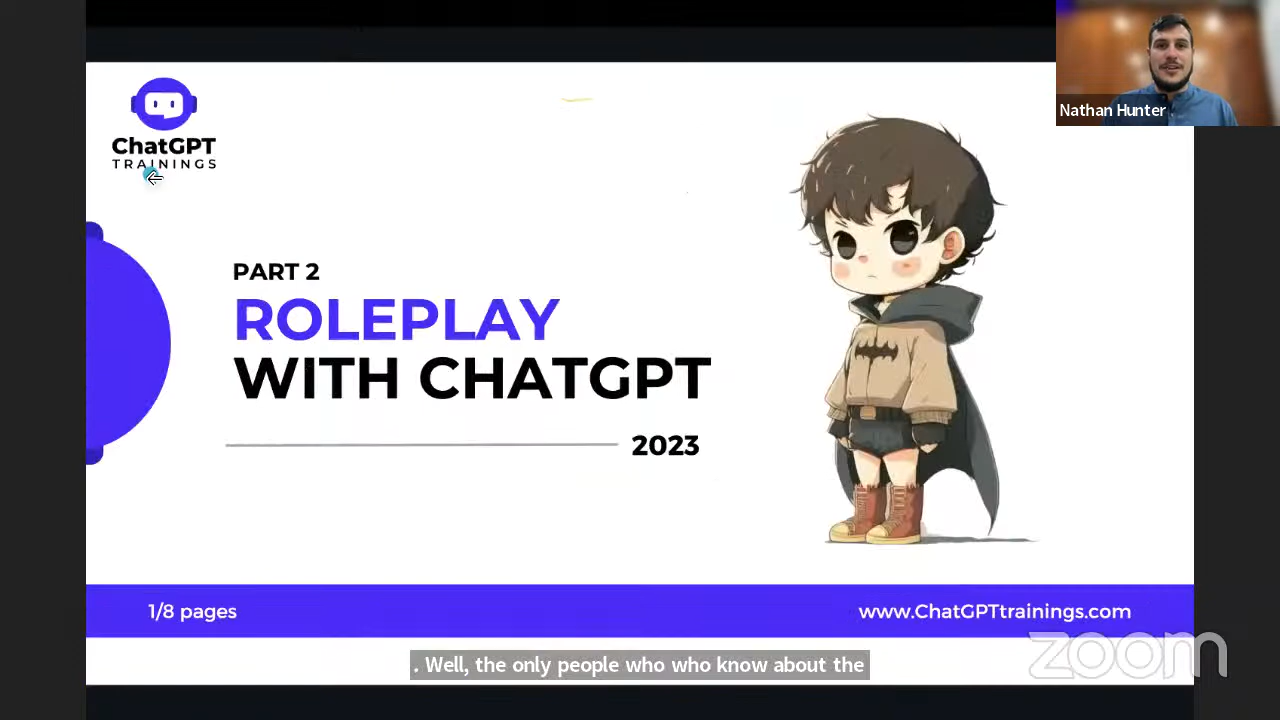 ChatGPT
TRAININGS
Nathan Hunter
PART 2
ROLEPLAY
WITH CHATGPT
2023
1/8 pages
www.ChatGPTtrainings.com
. Well, the only people who who know about the
zoom